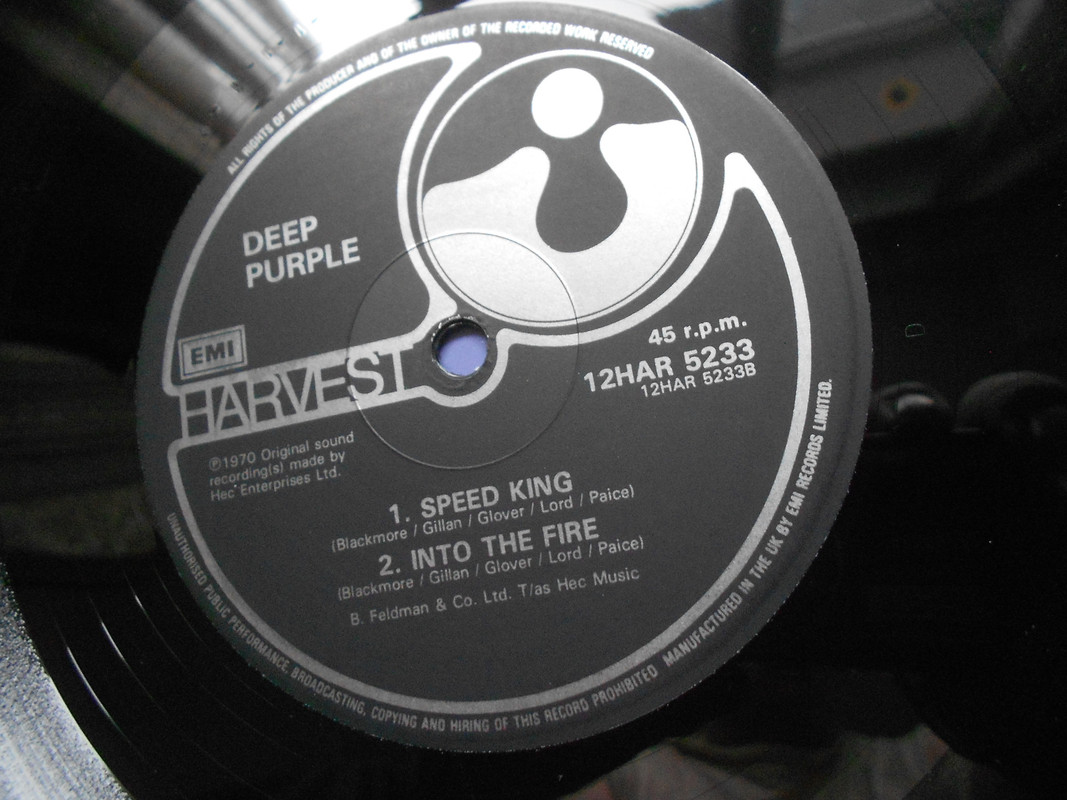 ALL RIGHTS OF THE PRODUCER AND OF THE OWNER OF THE RECORDED WORK RESERVED
DEEP
PURPLE
EMI
HARVEST
45 r.p.m.
12HAR 5233
12HAR 5233B
℗1970 Original sound
recording(s) made by
Hec Enterprises Ltd.
1. SPEED KING
(Blackmore / Gillan / Glover / Lord / Paice)
2. INTO THE FIRE
(Blackmore / Gillan / Glover / Lord / Paice)
B. Feldman & Co. Ltd. T/as Hec Music
UNAUTHORISED PUBLIC PERFORMANCE, BROADCASTING, COPYING AND HIRING OF THIS RECORD PROHIBITED
MANUFACTURED IN THE UK BY EMI RECORDS LIMITED.